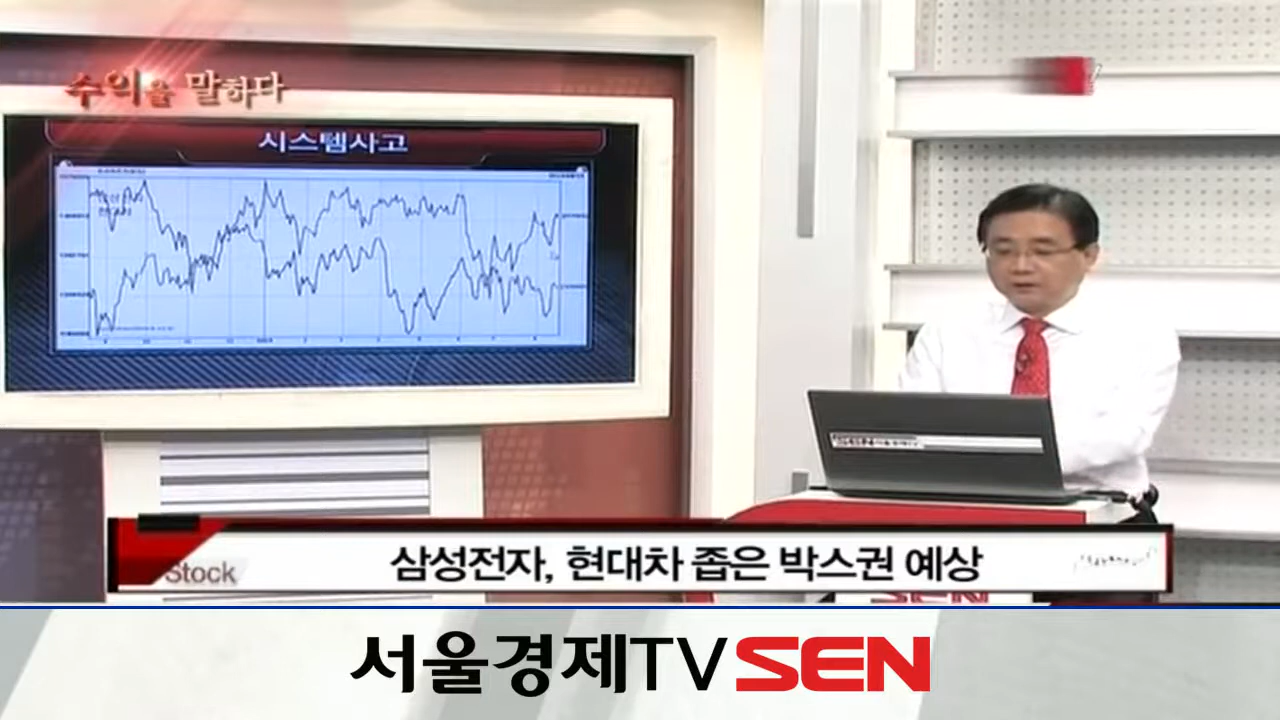 수익을 말하다
시스템사고
Stock
삼성전자, 현대차 좁은 박스권 예상
SEN
서울경제TV SEN